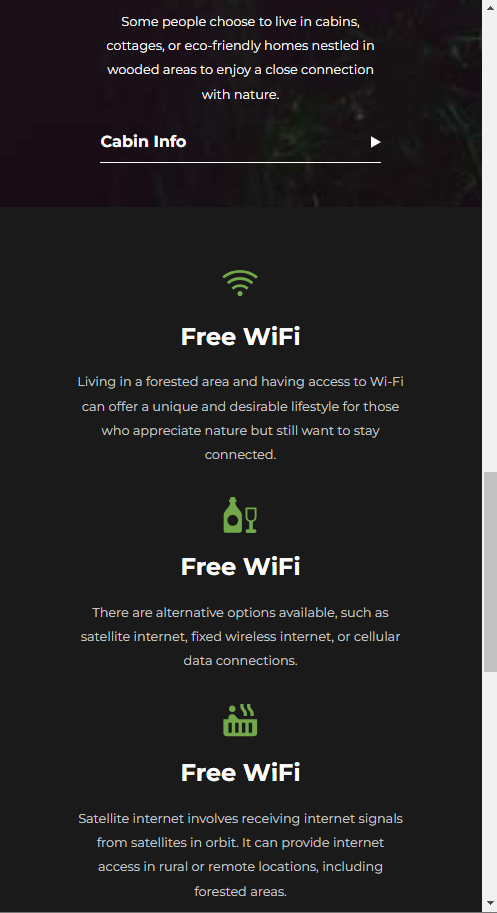 Some people choose to live in cabins,
cottages, or eco-friendly homes nestled in
wooded areas to enjoy a close connection
with nature.
Cabin Info
Free WiFi
Living in a forested area and having access to Wi-Fi
can offer a unique and desirable lifestyle for those
who appreciate nature but still want to stay
connected.
Free WiFi
There are alternative options available, such as
satellite internet, fixed wireless internet, or cellular
data connections.
Free WiFi
Satellite internet involves receiving internet signals
from satellites in orbit. It can provide internet
access in rural or remote locations, including
forested areas.